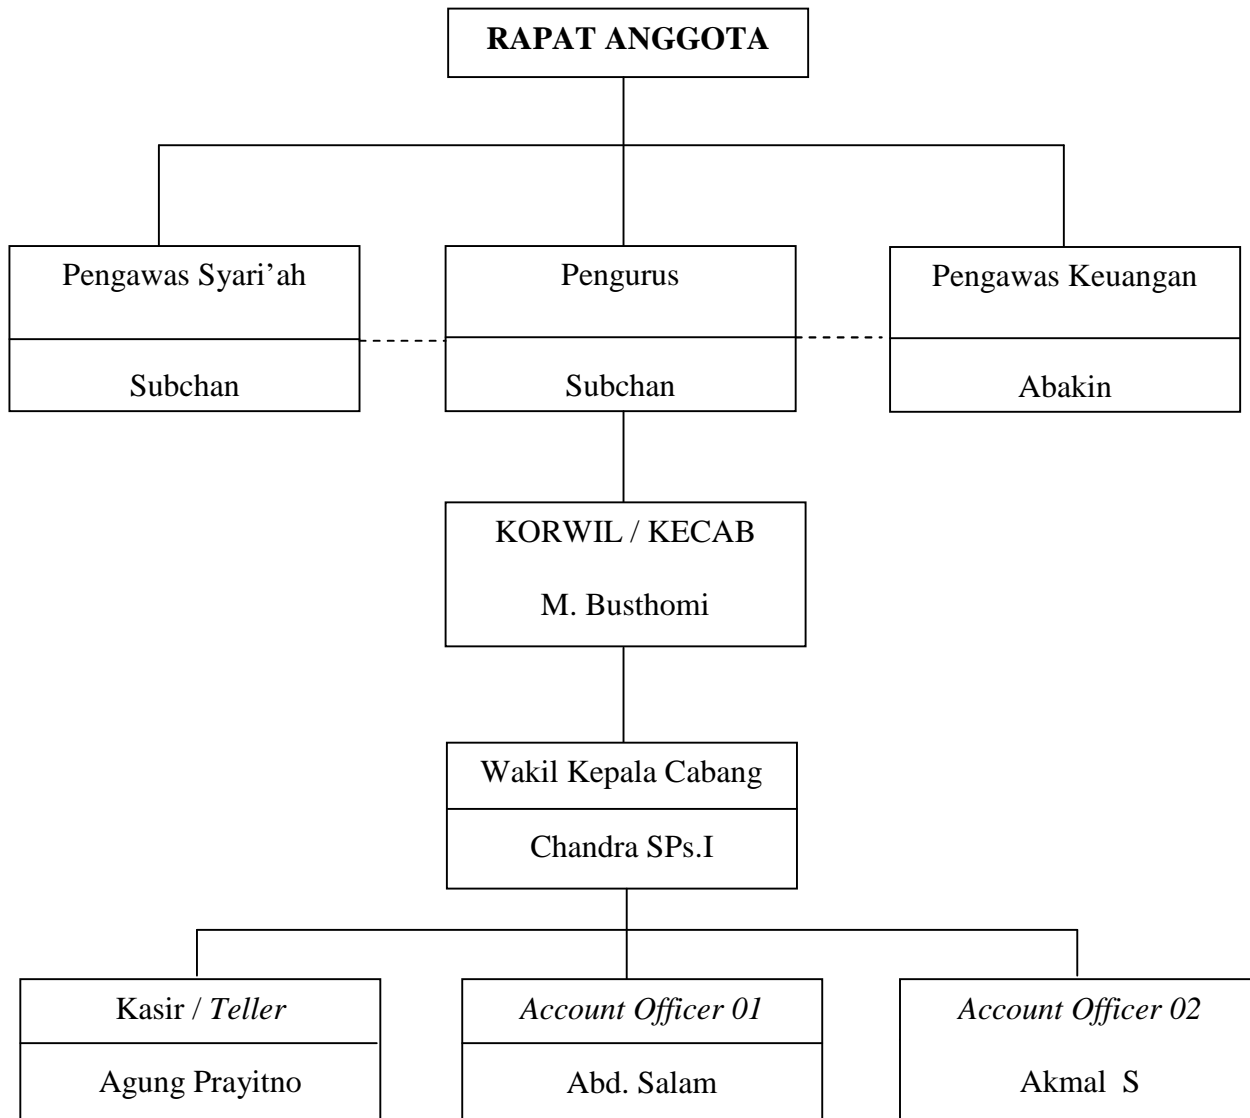 RAPAT ANGGOTA
Pengawas Syari’ah
Subchan
Pengurus
Subchan
Pengawas Keuangan
Abakin
KORWIL / KECAB
M. Busthomi
Wakil Kepala Cabang
Chandra SPs.I
Kasir / Teller
Agung Prayitno
Account Officer 01
Abd. Salam
Account Officer 02
Akmal S